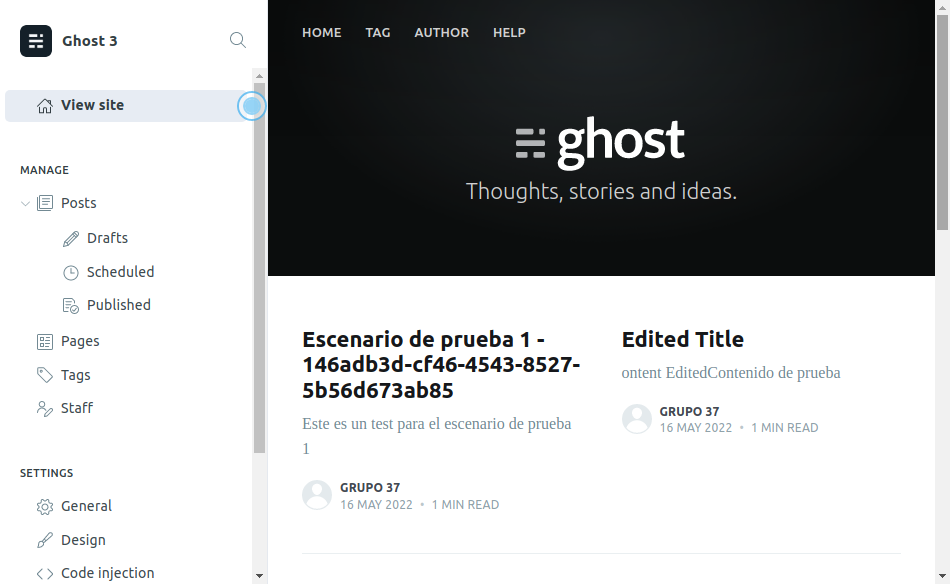 Ghost 3
View site
MANAGE
Posts
Drafts
Scheduled
Published
Pages
Tags
Staff
SETTINGS
General
Design
Code injection
HOME TAG AUTHOR HELP
ghost
Thoughts, stories and ideas.
Escenario de prueba 1 -
146adb3d-cf46-4543-8527-
5b56d673ab85
Este es un test para el escenario de prueba
1
GRUPO 37
16 MAY 2022 • 1 MIN READ
Edited Title
ontent EditedContenido de prueba
GRUPO 37
16 MAY 2022 • 1 MIN READ